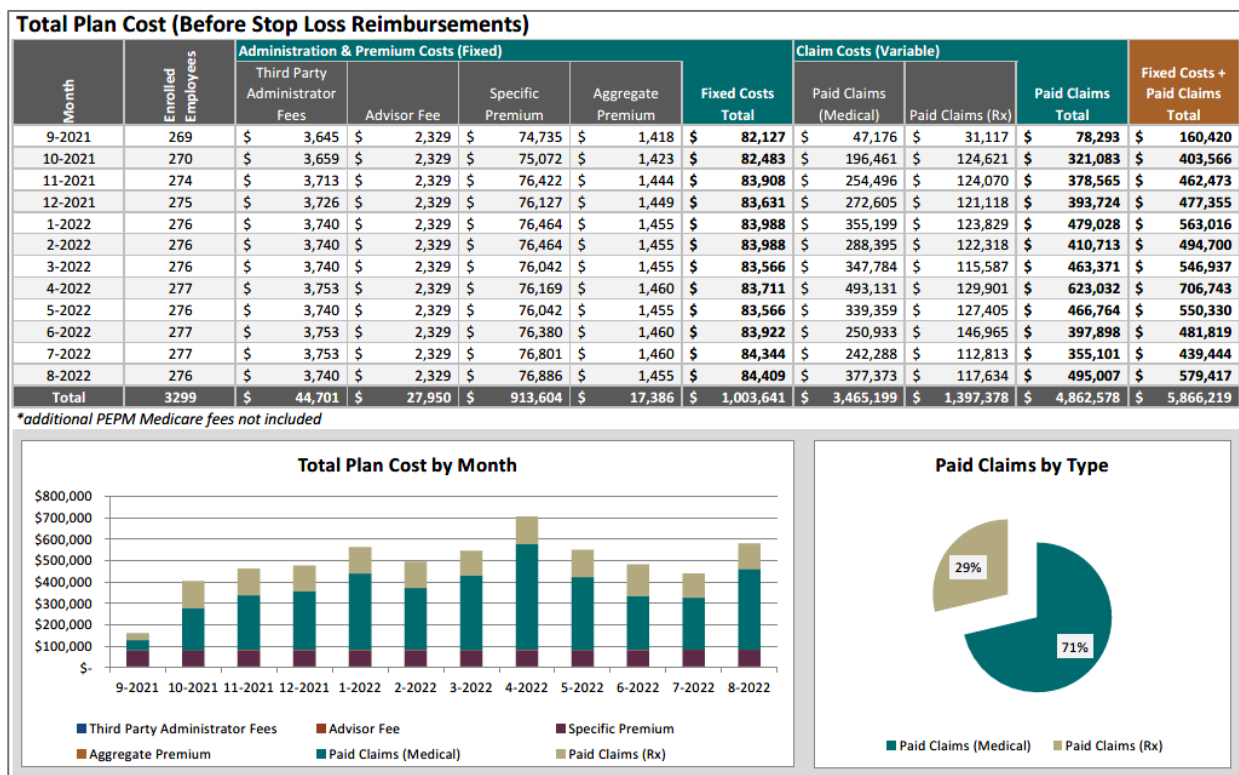 Total Plan Cost (Before Stop Loss Reimbursements)
Month Enrolled Employees Administration & Premium Costs (Fixed) Claim Costs (Variable)
Third Party Administrator Fees Advisor Fee Specific Premium Aggregate Premium Fixed Costs Total Paid Claims (Medical) Paid Claims (Rx) Paid Claims Total Fixed Costs + Paid Claims Total
9-2021 269 $ 3,645 $ 2,329 $ 74,735 $ 1,418 $ 82,127 $ 47,176 $ 31,117 $ 78,293 $ 160,420
10-2021 270 $ 3,659 $ 2,329 $ 75,072 $ 1,423 $ 82,483 $ 196,461 $ 124,621 $ 321,083 $ 403,566
11-2021 274 $ 3,713 $ 2,329 $ 76,422 $ 1,444 $ 83,908 $ 254,496 $ 124,070 $ 378,565 $ 462,473
12-2021 275 $ 3,726 $ 2,329 $ 76,127 $ 1,449 $ 83,631 $ 272,605 $ 121,118 $ 393,724 $ 477,355
1-2022 276 $ 3,740 $ 2,329 $ 76,464 $ 1,455 $ 83,988 $ 355,199 $ 123,829 $ 479,028 $ 563,016
2-2022 276 $ 3,740 $ 2,329 $ 76,464 $ 1,455 $ 83,988 $ 288,395 $ 122,318 $ 410,713 $ 494,700
3-2022 276 $ 3,740 $ 2,329 $ 76,042 $ 1,455 $ 83,566 $ 347,784 $ 115,587 $ 463,371 $ 546,937
4-2022 277 $ 3,753 $ 2,329 $ 76,169 $ 1,460 $ 83,711 $ 493,131 $ 129,901 $ 623,032 $ 706,743
5-2022 276 $ 3,740 $ 2,329 $ 76,042 $ 1,455 $ 83,566 $ 339,359 $ 127,405 $ 466,764 $ 550,330
6-2022 277 $ 3,753 $ 2,329 $ 76,380 $ 1,460 $ 83,922 $ 250,933 $ 146,965 $ 397,898 $ 481,819
7-2022 277 $ 3,753 $ 2,329 $ 76,801 $ 1,460 $ 84,344 $ 242,288 $ 112,813 $ 355,101 $ 439,444
8-2022 276 $ 3,740 $ 2,329 $ 76,886 $ 1,455 $ 84,409 $ 377,373 $ 117,634 $ 495,007 $ 579,417
Total 3299 $ 44,701 $ 27,950 $ 913,604 $ 17,386 $ 1,003,641 $ 3,465,199 $ 1,397,378 $ 4,862,578 $ 5,866,219
*additional PEPM Medicare fees not included
Total Plan Cost by Month
$800,000
$700,000
$600,000
$500,000
$400,000
$300,000
$200,000
$100,000
$-
9-2021 10-2021 11-2021 12-2021 1-2022 2-2022 3-2022 4-2022 5-2022 6-2022 7-2022 8-2022
Third Party Administrator Fees Advisor Fee Specific Premium
Aggregate Premium Paid Claims (Medical) Paid Claims (Rx)
Paid Claims by Type
29%
71%
Paid Claims (Medical) Paid Claims (Rx)